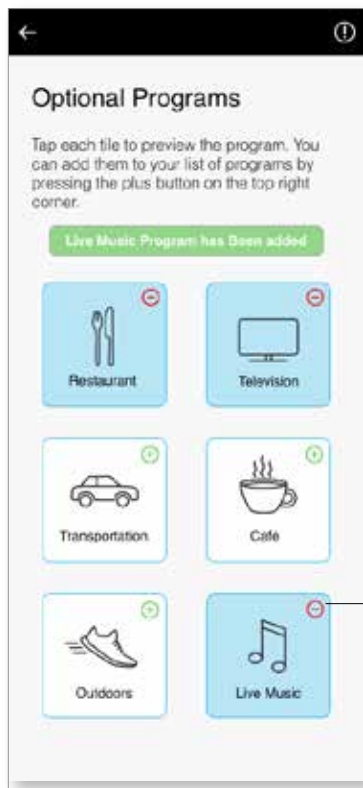 Optional Programs
Tap each tile to preview the program. You
can add them to your list of programs by
pressing the plus button on the top right
corner.
Live Music Program has Been added
Restaurant
Television
Transportation
Café
Outdoors
Live Music